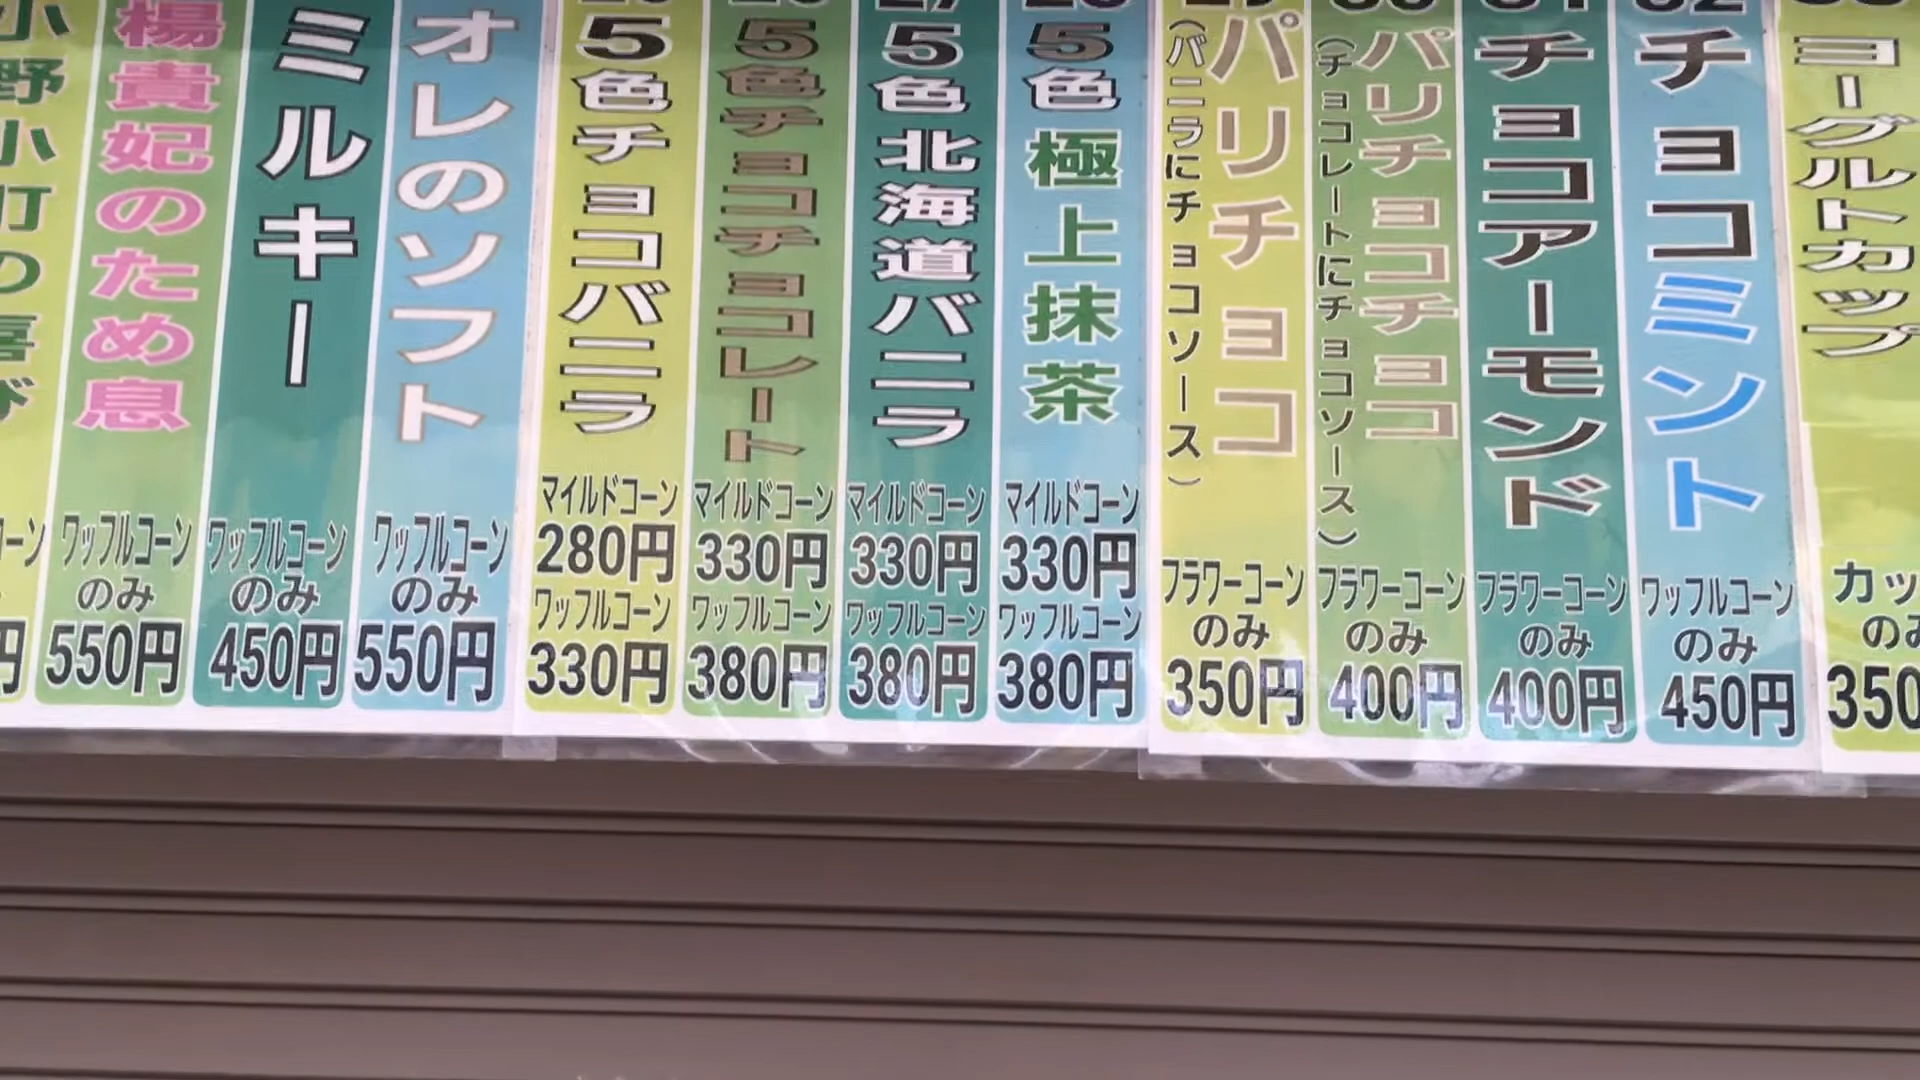 小野小町の喜び
楊貴妃のため息
ワッフルコーン
のみ
550円
ミルキー
ワッフルコーン
のみ
450円
オレのソフト
ワッフルコーン
のみ
550円
5色チョコバニラ
マイルドコーン
280円
ワッフルコーン
330円
5色チョコチョコレート
マイルドコーン
330円
ワッフルコーン
380円
27
5色北海道バニラ
マイルドコーン
330円
ワッフルコーン
380円
28
5色極上抹茶
マイルドコーン
330円
ワッフルコーン
380円
29
パリチョコ
(バニラにチョコソース)
フラワーコーン
のみ
350円
30
パリチョコチョコ
(チョコレートにチョコソース)
フラワーコーン
のみ
400円
31
チョコアーモンド
フラワーコーン
のみ
400円
32
チョコミント
ワッフルコーン
のみ
450円
ヨーグルトカップ
カッ
のみ
350